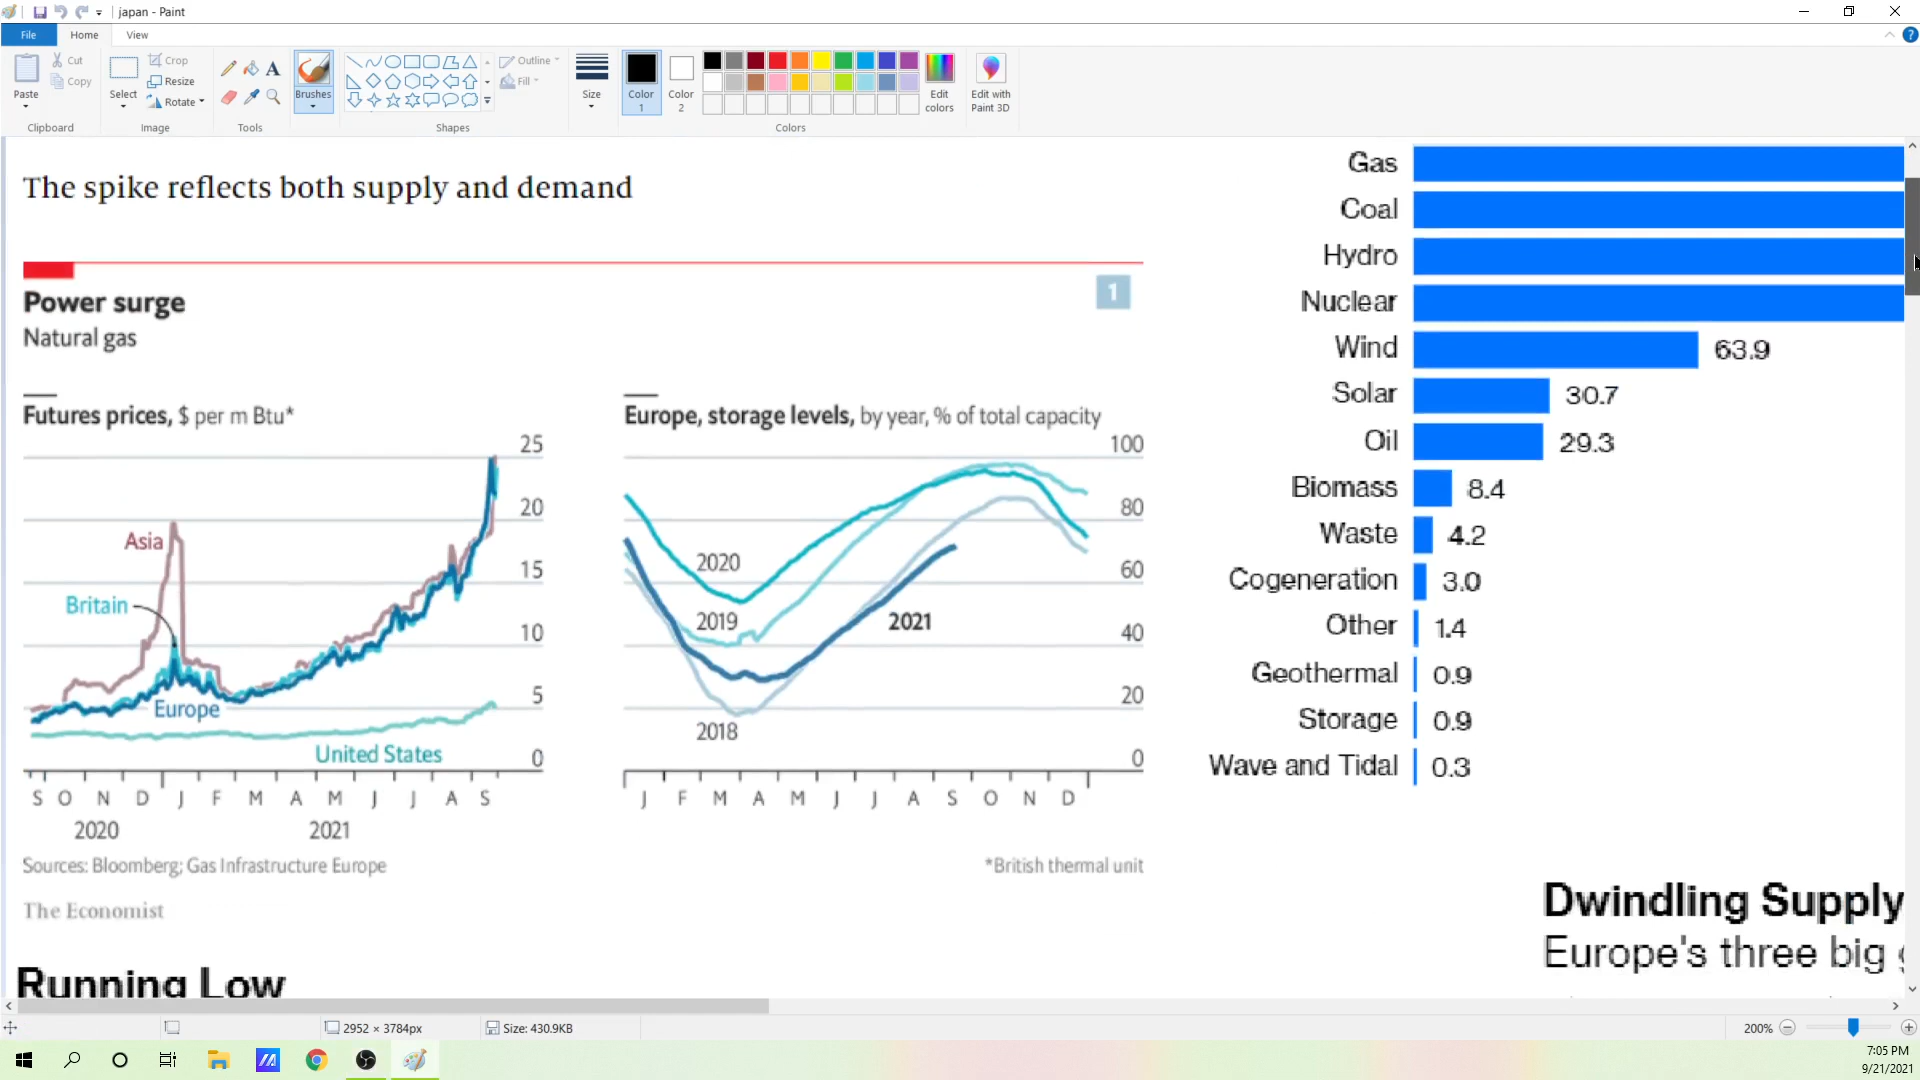 japan - Paint
File Home View
Paste
Cut
Copy
Clipboard
Select
Crop
Resize
Rotate
Image
Tools
Brushes
Shapes
Outline
Fill
Size
Color 1
Color 2
Edit colors
Edit with Paint 3D
Colors
The spike reflects both supply and demand
Power surge
Natural gas
1
Futures prices, $ per m Btu*
25
20
15
10
5
0
Asia
Britain
Europe
United States
S O N D J F M A M J J A S
2020 2021
Europe, storage levels, by year, % of total capacity
100
80
60
40
20
0
2020
2019
2021
2018
J F M A M J J A S O N D
Sources: Bloomberg; Gas Infrastructure Europe
*British thermal unit
The Economist
Running Low
Gas
Coal
Hydro
Nuclear
Wind 63.9
Solar 30.7
Oil 29.3
Biomass 8.4
Waste 4.2
Cogeneration 3.0
Other 1.4
Geothermal 0.9
Storage 0.9
Wave and Tidal 0.3
Dwindling Supply
Europe's three big
2952 × 3784px
Size: 430.9KB
200%
7:05 PM
9/21/2021